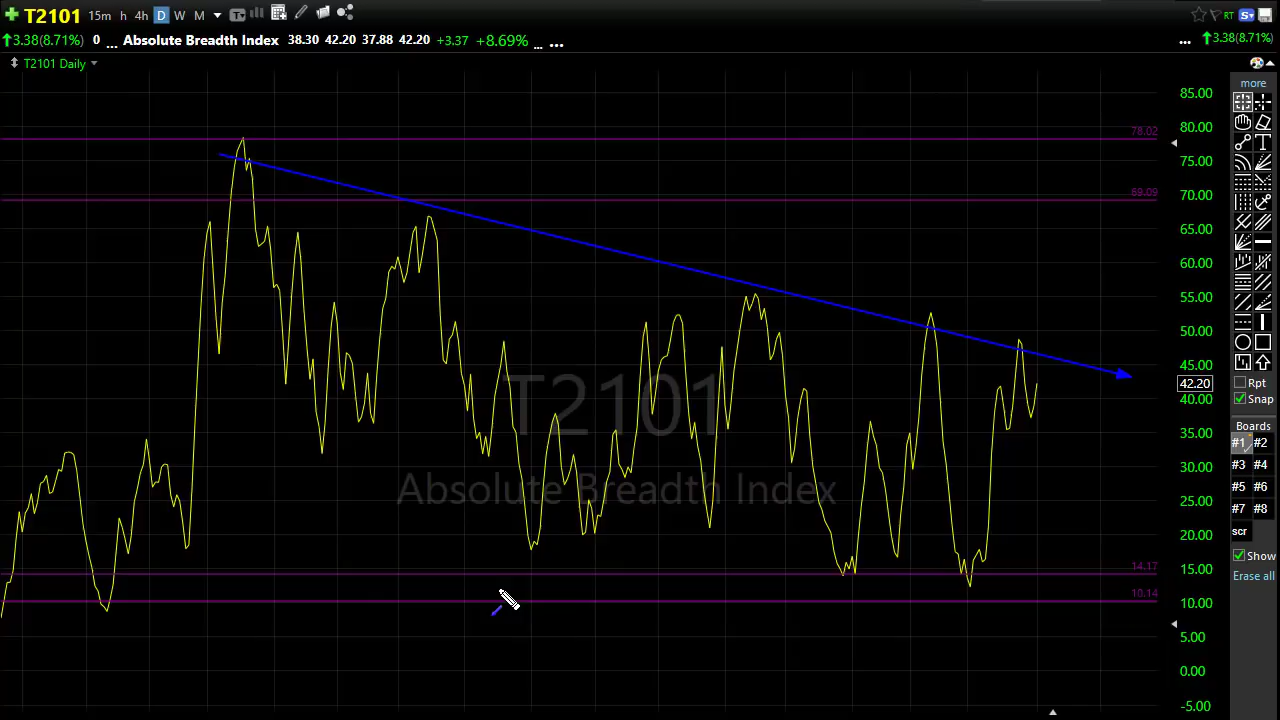 T2101 15m h 4h D W M RT S
3.38(8.71%) 0 ... Absolute Breadth Index 38.30 42.20 37.88 42.20 +3.37 +8.69% ... ... ... 3.38(8.71%)
T2101 Daily
more
85.00
80.00
78.02
75.00
69.09
70.00
65.00
60.00
55.00
50.00
45.00
42.20
Rpt
40.00
Snap
T2101
Boards
35.00
#1 #2
30.00
#3 #4
Absolute Breadth Index
#5 #6
25.00
#7 #8
20.00
scr
Show
14.17
15.00
Erase all
10.14
10.00
5.00
0.00
-5.00